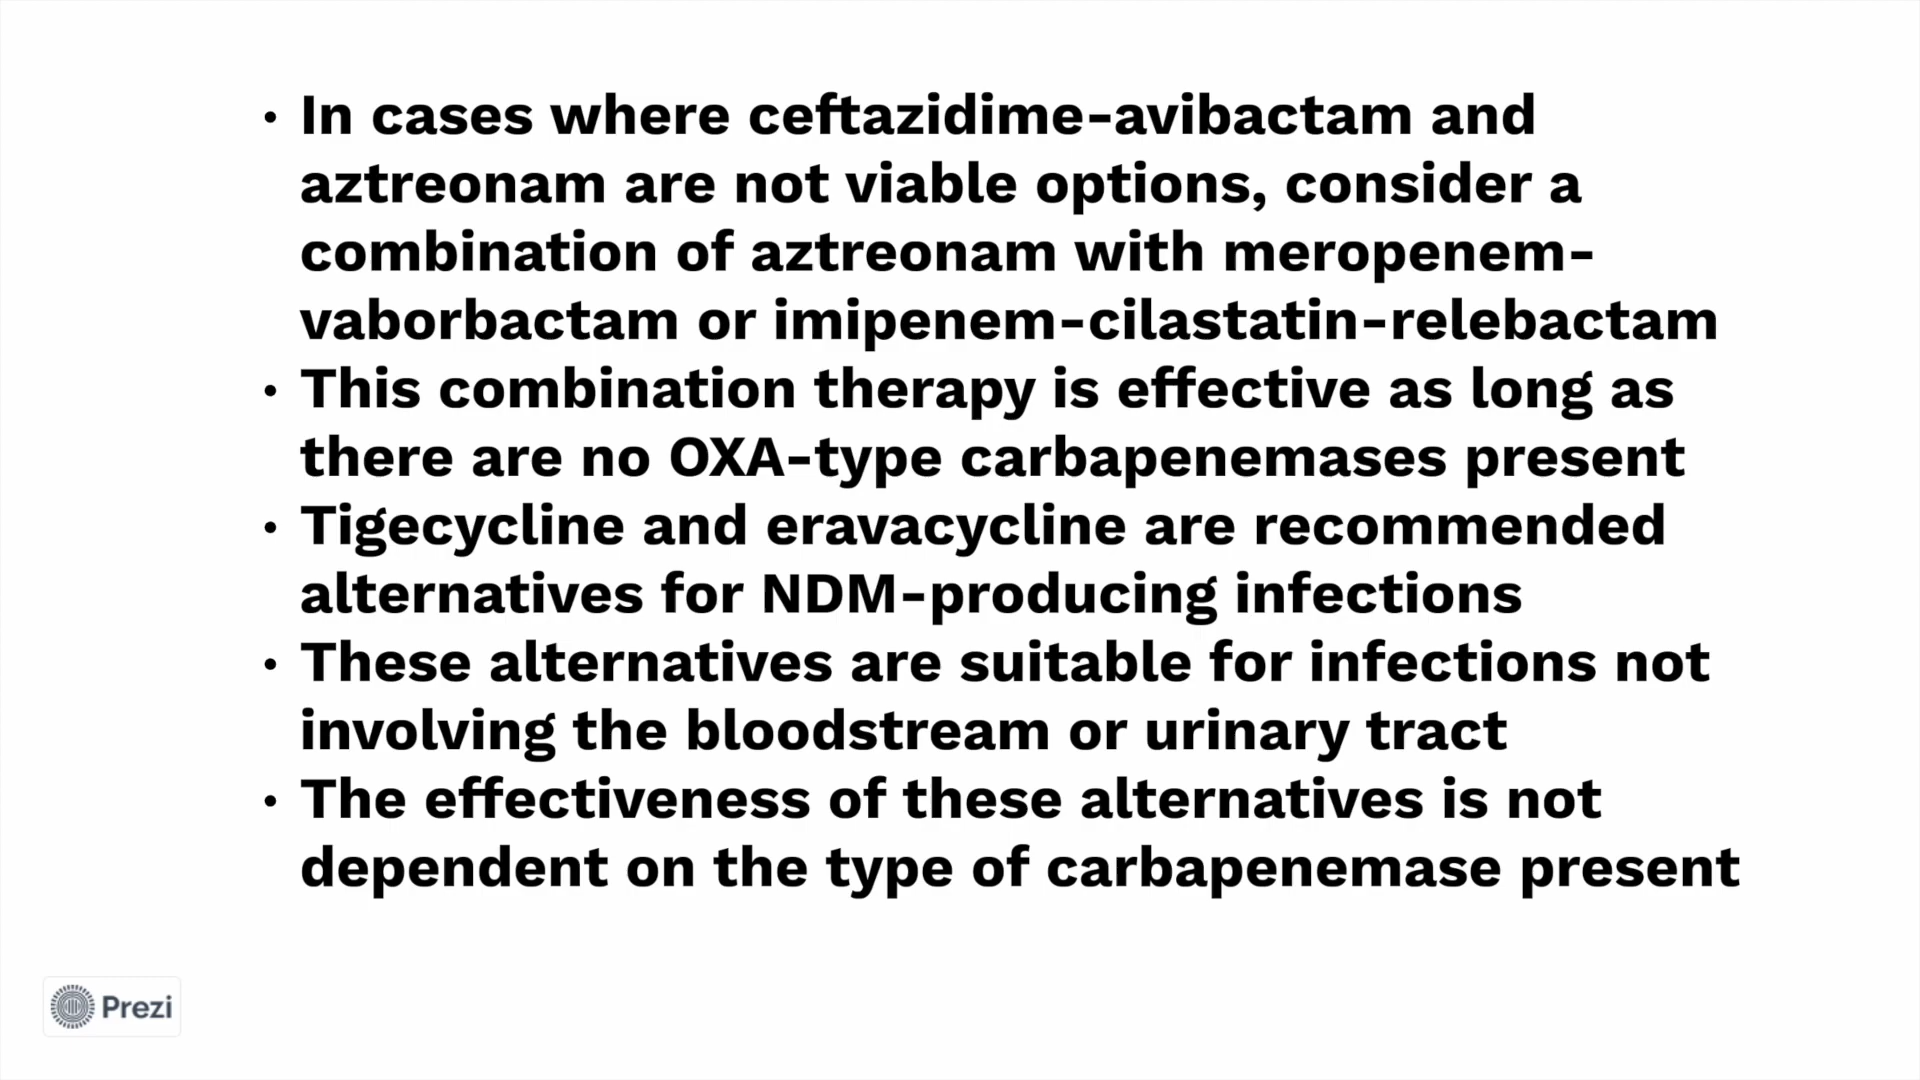 • In cases where ceftazidime-avibactam and
aztreonam are not viable options, consider a
combination of aztreonam with meropenem-
vaborbactam or imipenem-cilastatin-relebactam
• This combination therapy is effective as long as
there are no OXA-type carbapenemases present
• Tigecycline and eravacycline are recommended
alternatives for NDM-producing infections
• These alternatives are suitable for infections not
involving the bloodstream or urinary tract
• The effectiveness of these alternatives is not
dependent on the type of carbapenemase present
Prezi